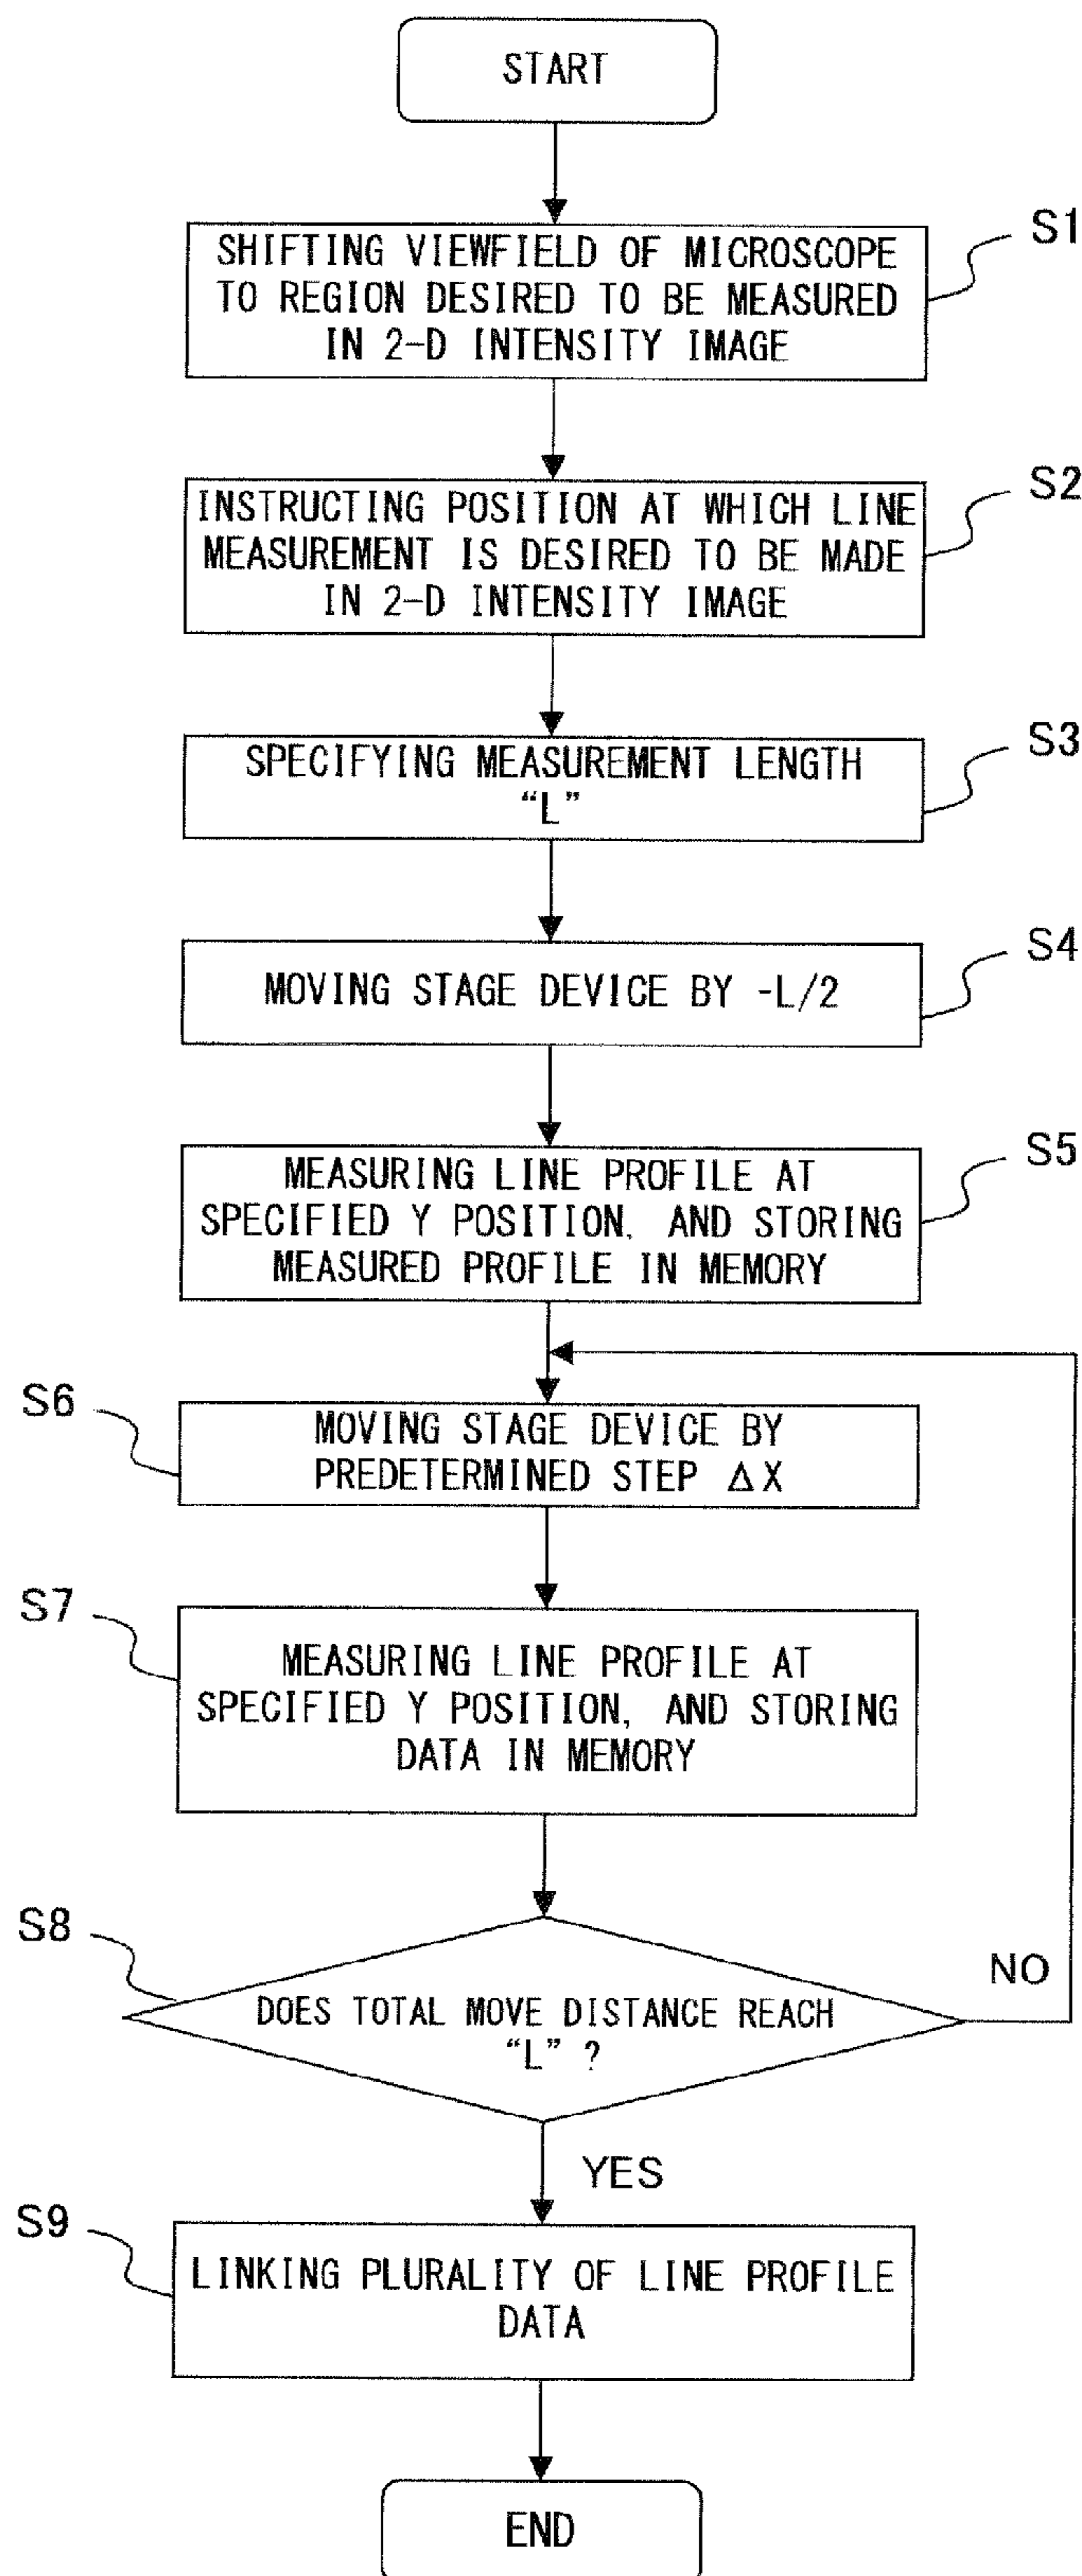 START
S1
SHIFTING VIEWFIELD OF MICROSCOPE
TO REGION DESIRED TO BE MEASURED
IN 2-D INTENSITY IMAGE
S2
INSTRUCTING POSITION AT WHICH LINE
MEASUREMENT IS DESIRED TO BE MADE
IN 2-D INTENSITY IMAGE
S3
SPECIFYING MEASUREMENT LENGTH
“L”
S4
MOVING STAGE DEVICE BY -L/2
S5
MEASURING LINE PROFILE AT
SPECIFIED Y POSITION, AND STORING
MEASURED PROFILE IN MEMORY
S6
MOVING STAGE DEVICE BY
PREDETERMINED STEP ΔX
S7
MEASURING LINE PROFILE AT
SPECIFIED Y POSITION, AND STORING
DATA IN MEMORY
S8
NO
DOES TOTAL MOVE DISTANCE REACH
“L” ?
YES
S9
LINKING PLURALITY OF LINE PROFILE
DATA
END